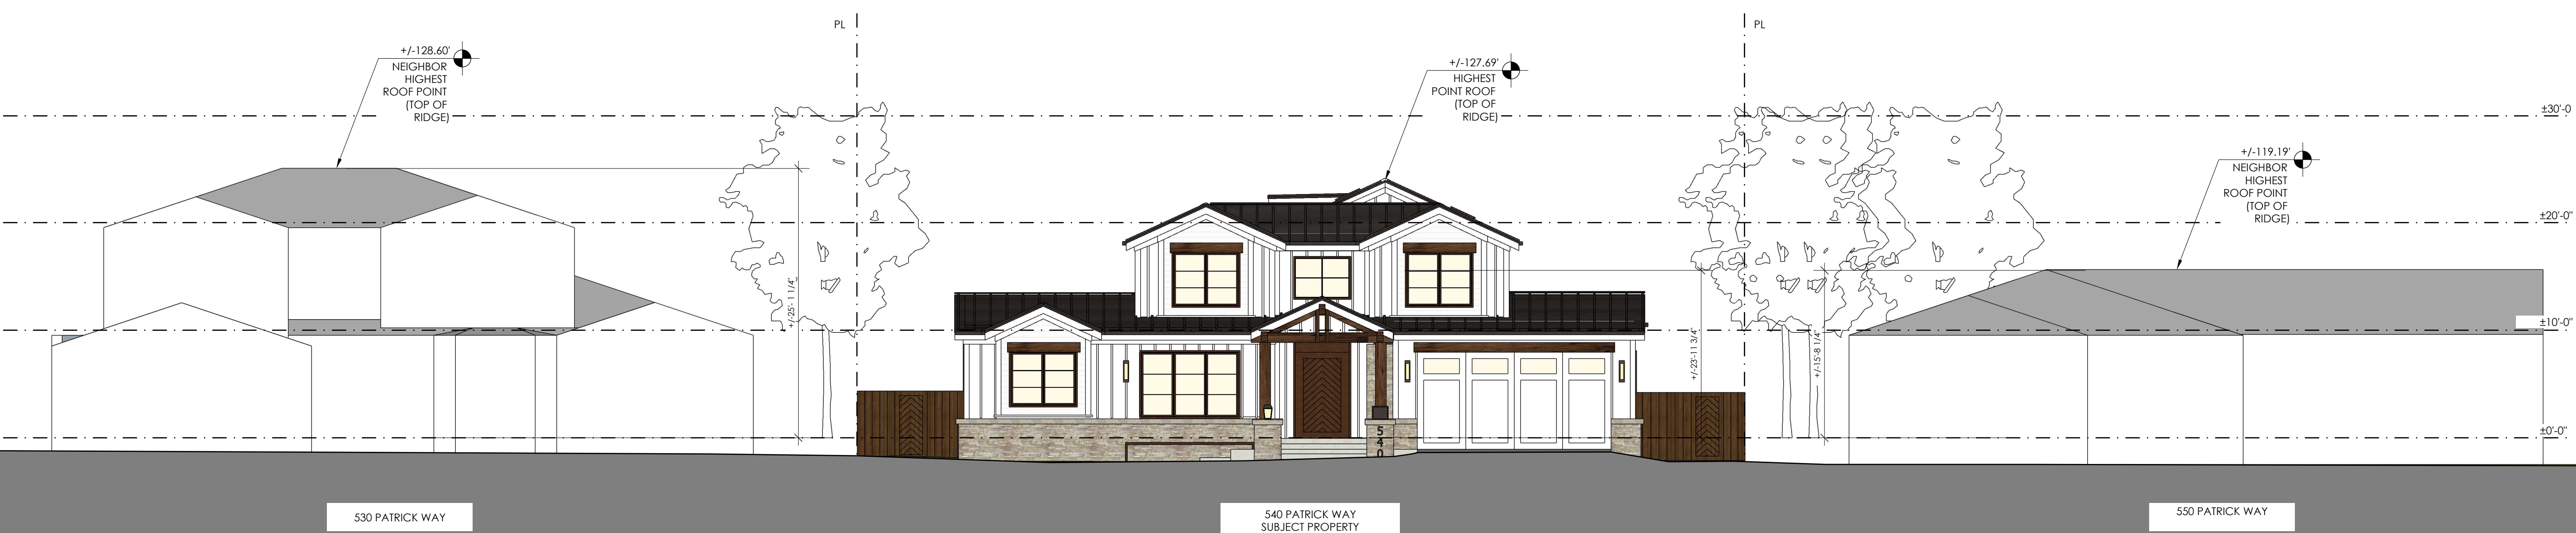 PL
PL
+/-128.60'
NEIGHBOR
HIGHEST
ROOF POINT
(TOP OF
RIDGE)
+/-127.69'
HIGHEST
POINT ROOF
(TOP OF
RIDGE)
+/-119.19'
NEIGHBOR
HIGHEST
ROOF POINT
(TOP OF
RIDGE)
±30'-0
±20'-0"
±10'-0"
±0'-0"
+/-25'- 1 1/4"
+/-23'-11 3/4"
+/-15'-8 1/4"
5
4
0
530 PATRICK WAY
540 PATRICK WAY
SUBJECT PROPERTY
550 PATRICK WAY